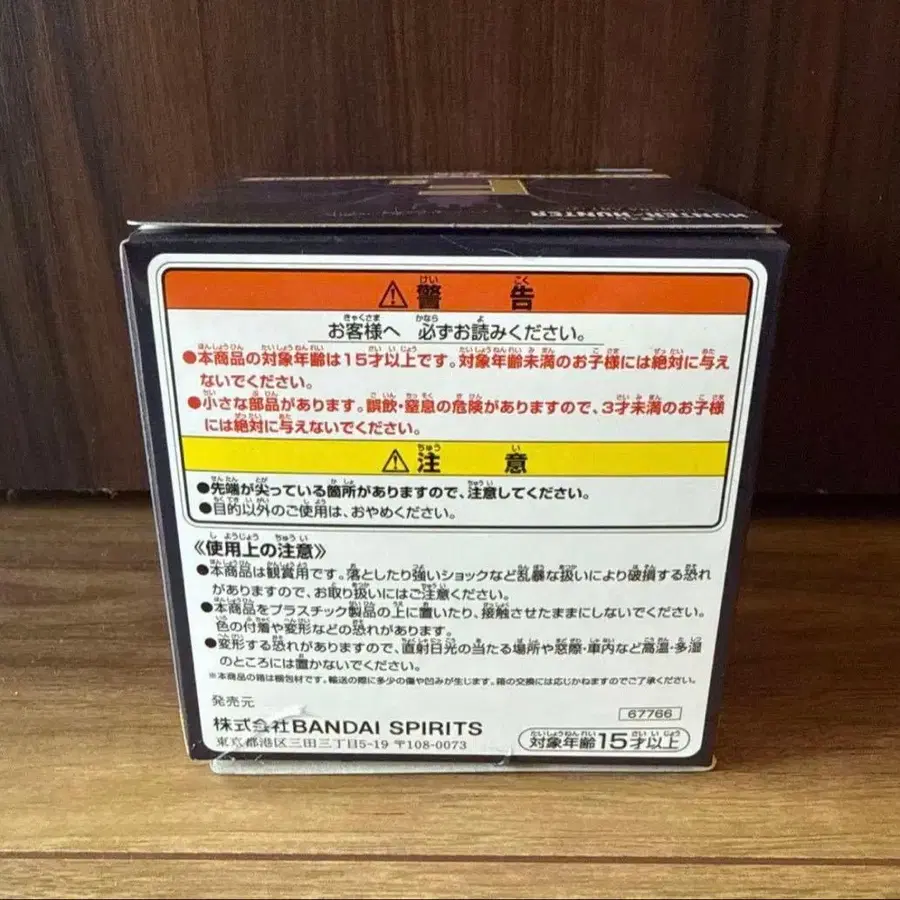 HUNTER×HUNTER
警告
お客様へ 必ずお読みください。
●本商品の対象年齢は15才以上です。対象年齢未満のお子様には絶対に与え
ないでください。
●小さな部品があります。誤飲・窒息の危険がありますので、3才未満のお子様
には絶対に与えないでください。
注意
●先端が尖っている箇所がありますので、注意してください。
●目的以外のご使用は、おやめください。
《使用上の注意》
●本商品は観賞用です。落としたり強いショックなど乱暴な扱いにより破損する恐れ
がありますので、お取り扱いにはご注意ください。
●本商品をプラスチック製品の上に置いたり、接触させたままにしないでください。
色の付着や変形などの恐れがあります。
●変形する恐れがありますので、直射日光の当たる場所や窓際・車内など高温・多湿
のところには置かないでください。
※本商品の箱は梱包材です。輸送の際に多少の傷や凹みが生じます。箱の交換には応じかねますのでご了承ください。
発売元
株式会社BANDAI SPIRITS
東京都港区三田三丁目5-19 〒108-0073
67766
対象年齢15才以上